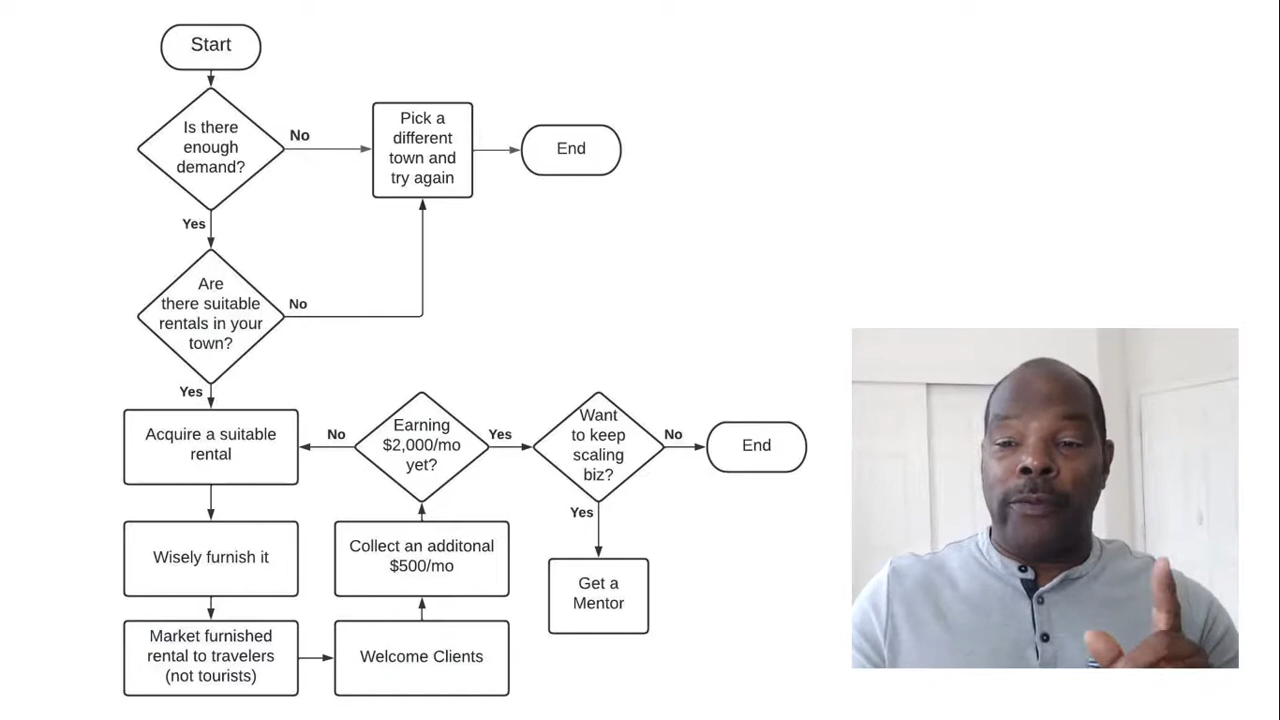 Start
Is there
enough
demand?
No
Pick a
different
town and
try again
End
Yes
Are
there suitable
rentals in your
town?
No
Yes
Acquire a suitable
rental
No
Earning
$2,000/mo
yet?
Yes
Want
to keep
scaling
biz?
No
End
Yes
Wisely furnish it
Collect an additonal
$500/mo
Get a
Mentor
Market furnished
rental to travelers
(not tourists)
Welcome Clients